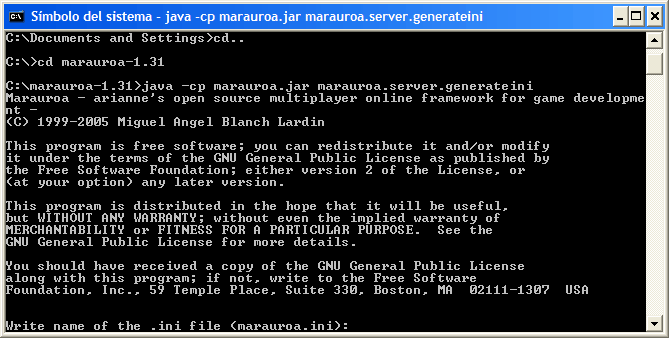 Símbolo del sistema - java -cp marauroa.jar marauroa.server.generateini
C:\Documents and Settings>cd..
C:\>cd marauroa-1.31
C:\marauroa-1.31>java -cp marauroa.jar marauroa.server.generateini
Marauroa - arianne's open source multiplayer online framework for game developme
nt -
(C) 1999-2005 Miguel Angel Blanch Lardin
This program is free software; you can redistribute it and/or modify
it under the terms of the GNU General Public License as published by
the Free Software Foundation; either version 2 of the License, or
(at your option) any later version.
This program is distributed in the hope that it will be useful,
but WITHOUT ANY WARRANTY; without even the implied warranty of
MERCHANTABILITY or FITNESS FOR A PARTICULAR PURPOSE.  See the
GNU General Public License for more details.
You should have received a copy of the GNU General Public License
along with this program; if not, write to the Free Software
Foundation, Inc., 59 Temple Place, Suite 330, Boston, MA  02111-1307  USA
Write name of the .ini file (marauroa.ini):